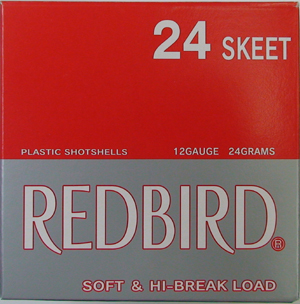 24 SKEET
PLASTIC SHOTSHELLS 12GAUGE 24GRAMS
REDBIRD®
SOFT & HI-BREAK LOAD